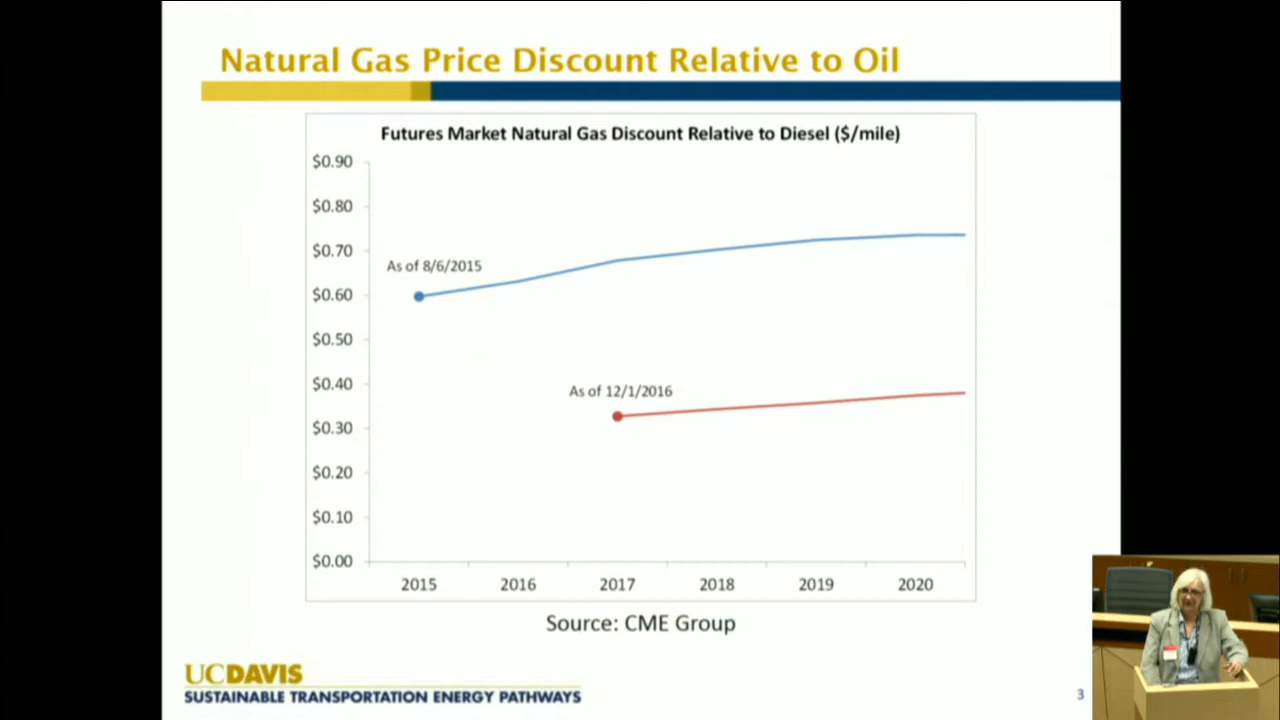 Natural Gas Price Discount Relative to Oil
Futures Market Natural Gas Discount Relative to Diesel ($/mile)
$0.90
$0.80
$0.70
As of 8/6/2015
$0.60
$0.50
$0.40
As of 12/1/2016
$0.30
$0.20
$0.10
$0.00
2015 2016 2017 2018 2019 2020
Source: CME Group
UCDAVIS
SUSTAINABLE TRANSPORTATION ENERGY PATHWAYS
3